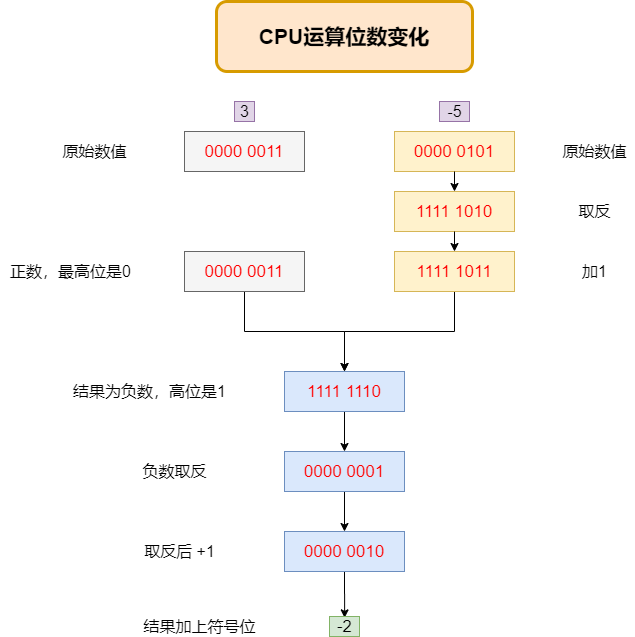 CPU运算位数变化
3
-5
原始数值
0000 0011
0000 0101
原始数值
1111 1010
取反
正数，最高位是0
0000 0011
1111 1011
加1
结果为负数，高位是1
1111 1110
负数取反
0000 0001
取反后 +1
0000 0010
结果加上符号位
-2